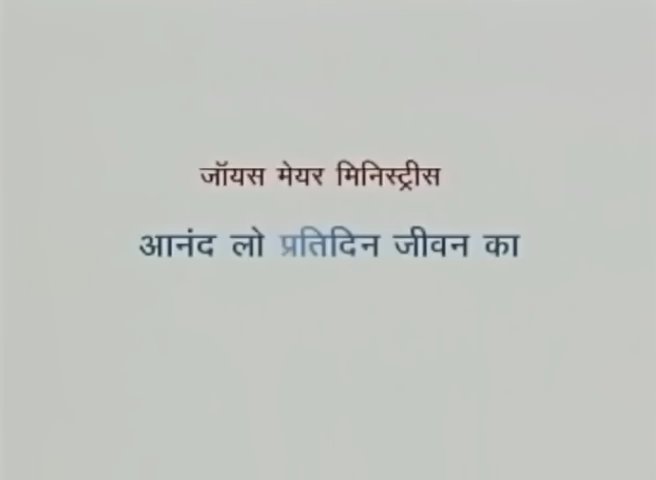 जॉयस मेयर मिनिस्ट्रीस
आनंद लो प्रतिदिन जीवन का